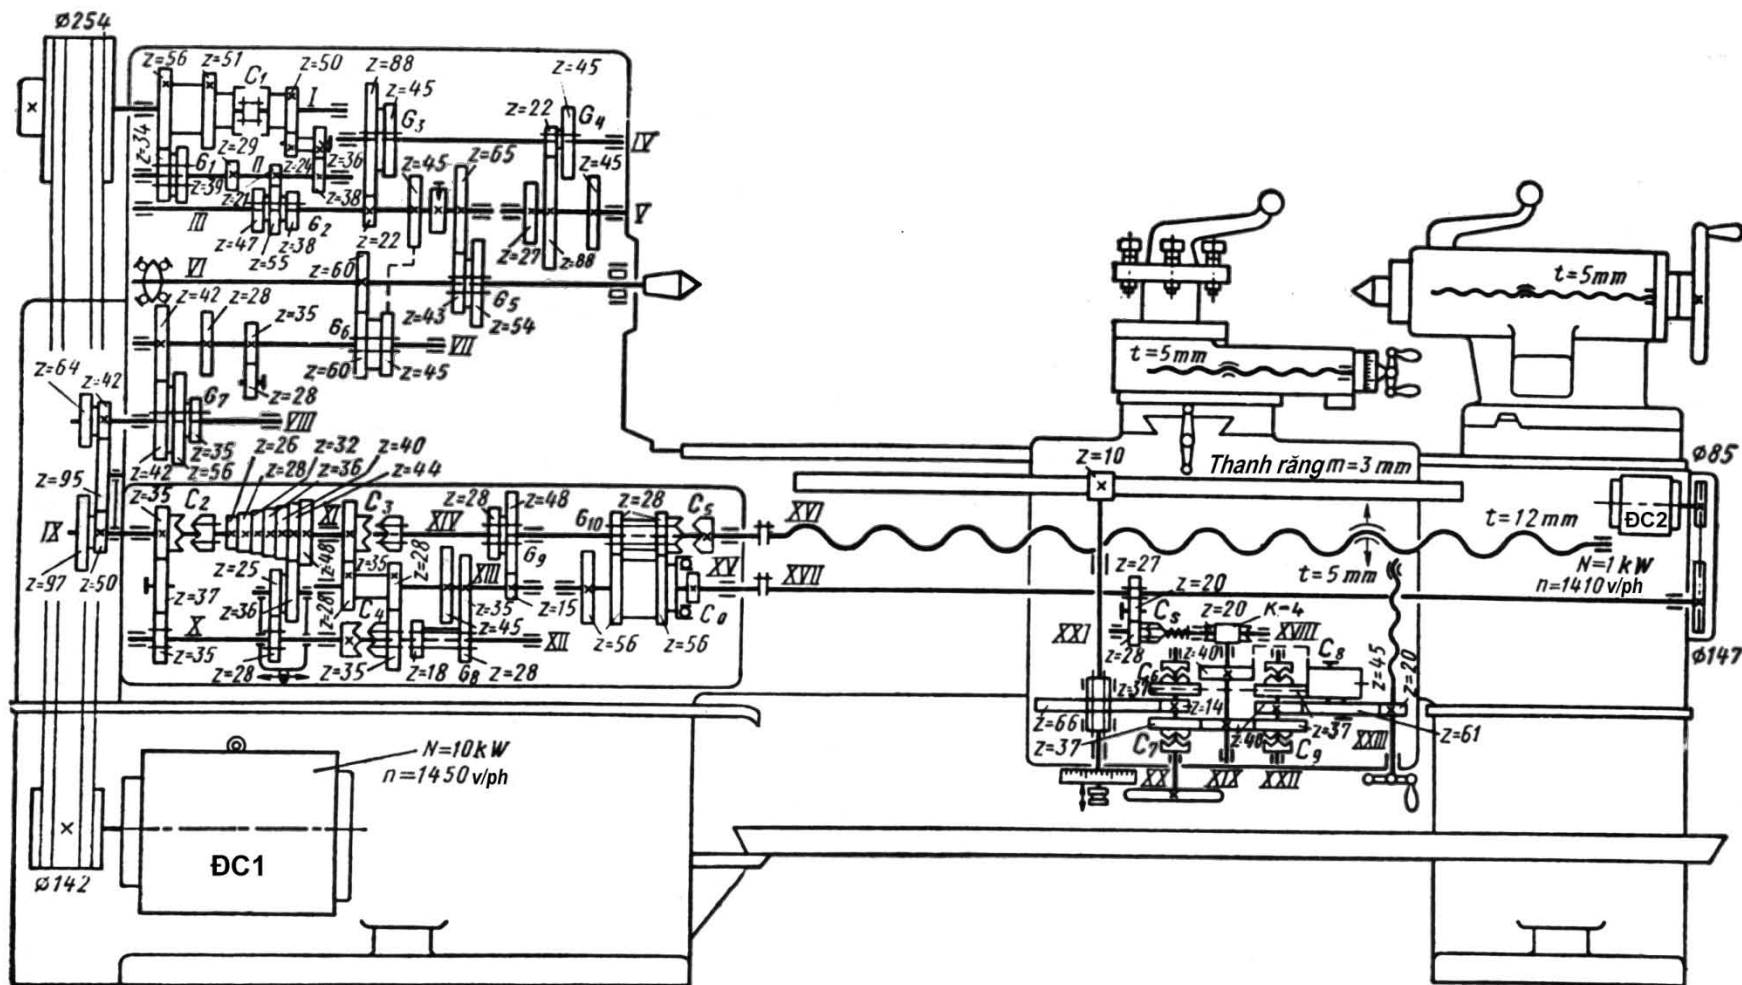 ø254
z=56
z=51
C1
z=50
I
z=88
z=45
G3
z=45
z=22
G4
IV
z=34
G1
z=39
z=29
II
z=21
z=24
z=36
z=38
z=45
z=65
z=45
V
III
z=47
z=55
z=38
G2
z=22
z=27
z=88
VI
z=60
z=43
G5
z=54
z=42
z=28
z=35
G6
VII
z=60
z=45
z=28
z=64
z=42
G7
VIII
z=35
z=56
z=42
z=26
z=28
z=32
z=36
z=40
z=44
z=95
z=35
C2
XI
C3
XIV
z=28
z=48
z=28
C5
G10
XVI
IX
z=97
z=50
z=37
z=25
z=36
z=48
z=28
z=35
z=28
C4
XIII
G9
z=35
z=45
z=15
XV
C0
XVII
X
z=35
z=28
z=35
z=18
G8
z=28
XII
z=56
z=56
t=5mm
t=5mm
z=10
Thanh răng m=3mm
ø85
ĐC2
t=12mm
N=1kW
n=1410 v/ph
t=5mm
z=27
z=20
Cs
z=20
K=4
XXI
z=28
XVIII
z=40
C6
C8
z=37
z=45
z=20
ø147
z=66
z=14
z=37
z=40
z=37
z=61
C7
C9
XXIII
XX
XIX
XXII
N=10kW
n=1450 v/ph
ĐC1
ø142